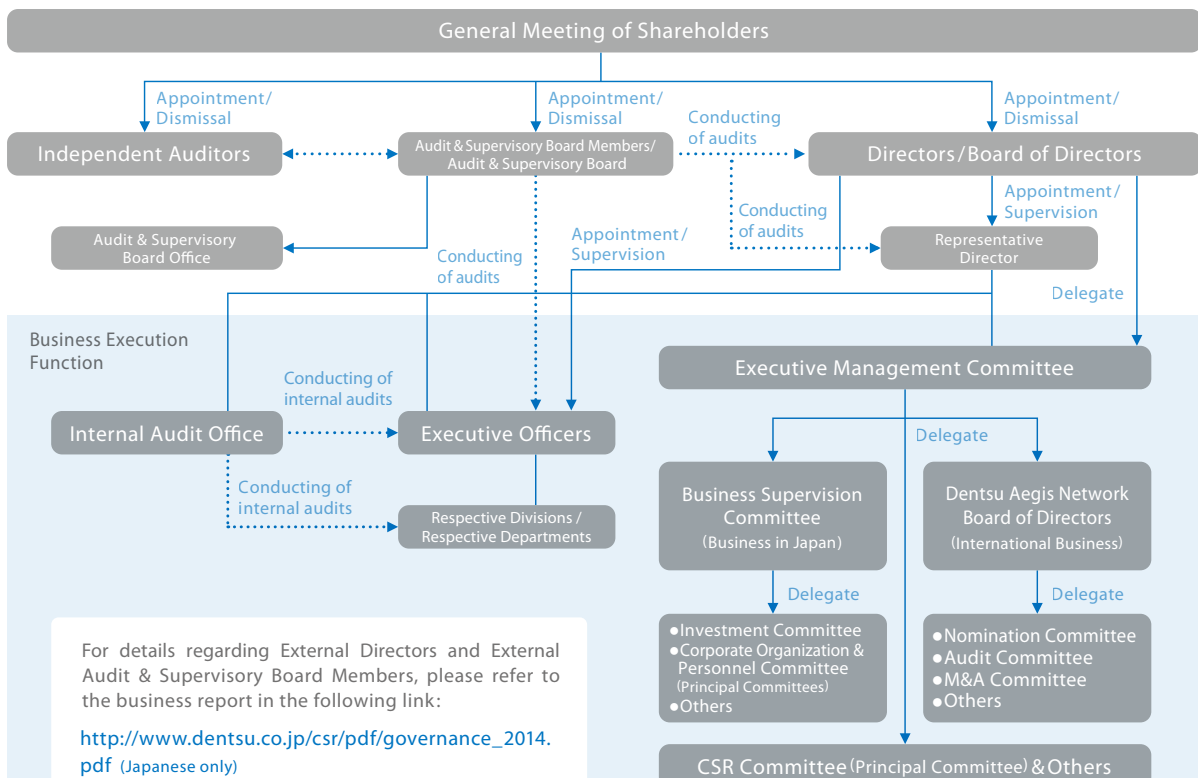 General Meeting of Shareholders
Appointment/
Dismissal
Appointment/
Dismissal
Appointment/
Dismissal
Conducting
of audits
Independent Auditors
Audit & Supervisory Board Members/
Audit & Supervisory Board
Directors/Board of Directors
Appointment/
Supervision
Conducting
of audits
Audit & Supervisory
Board Office
Appointment/
Supervision
Representative
Director
Conducting
of audits
Delegate
Business Execution
Function
Executive Management Committee
Conducting of
internal audits
Internal Audit Office
Executive Officers
Delegate
Conducting of
internal audits
Respective Divisions /
Respective Departments
Business Supervision
Committee
(Business in Japan)
Dentsu Aegis Network
Board of Directors
(International Business)
Delegate
Delegate
●Investment Committee
●Corporate Organization &
Personnel Committee
(Principal Committees)
●Others
●Nomination Committee
●Audit Committee
●M&A Committee
●Others
For details regarding External Directors and External
Audit & Supervisory Board Members, please refer to
the business report in the following link:
http://www.dentsu.co.jp/csr/pdf/governance_2014.
pdf (Japanese only)
CSR Committee (Principal Committee) & Others